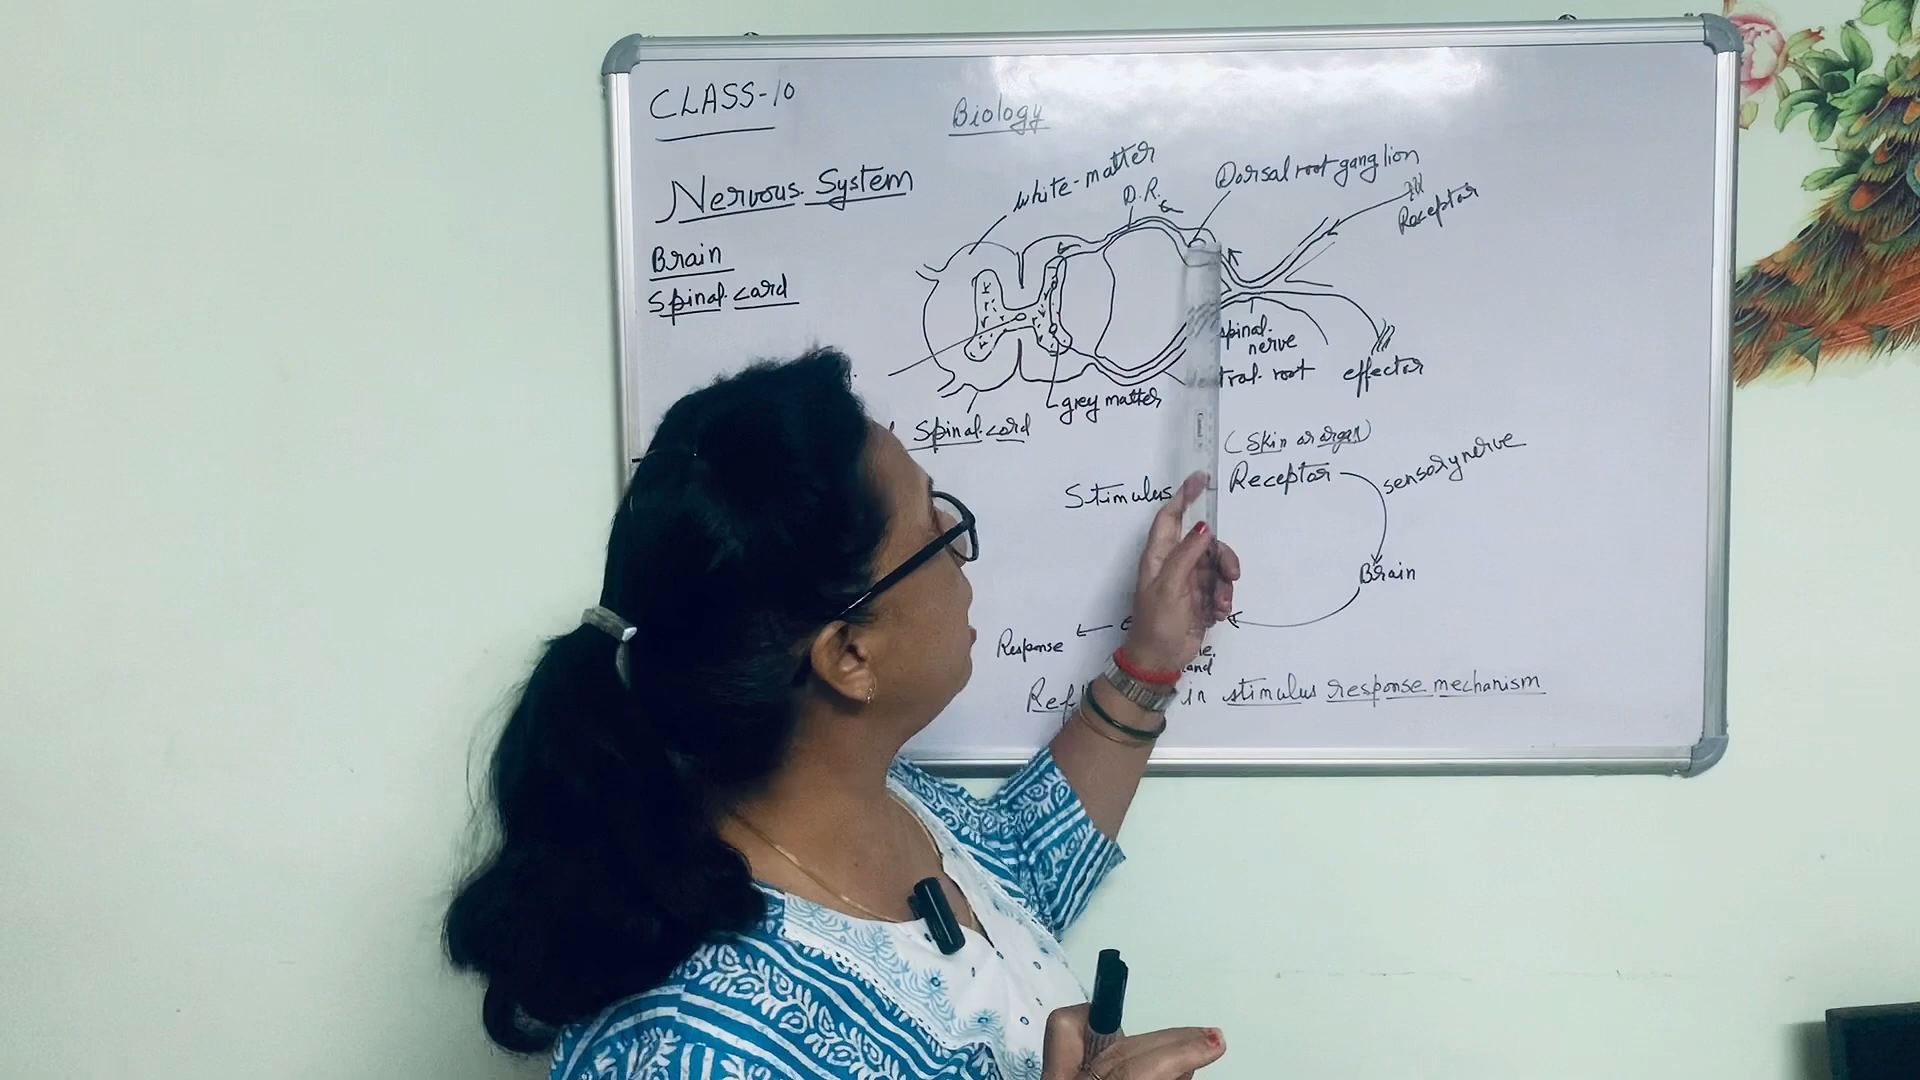 CLASS-10
Biology
Nervous System
Brain
Spinal cord
White-matter
D.R.
Dorsal root ganglion
Receptor
spinal-
nerve
root
effector
grey matter
Spinal cord
(Skin or organ)
Stimulus
Receptor
sensory nerve
Brain
Response
in stimulus response mechanism